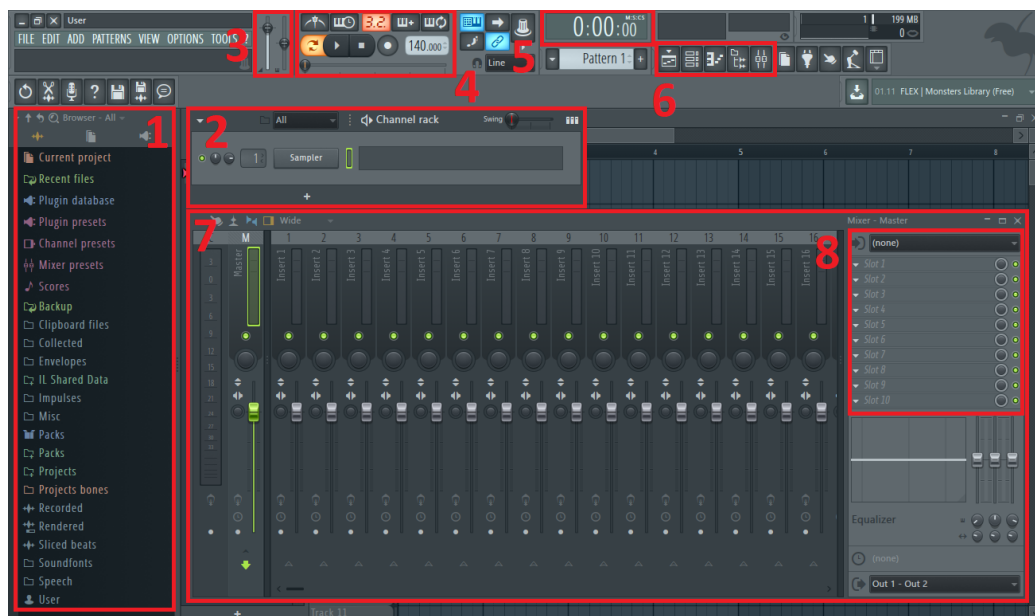 User
FILE EDIT ADD PATTERNS VIEW OPTIONS TOOLS ?
3
3.2.
140.000
4
Line
5
0:00:00
M:S:CS
Pattern 1
+
6
1
199 MB
0
01.11 FLEX | Monsters Library (Free)
Browser - All
1
Current project
Recent files
Plugin database
Plugin presets
Channel presets
Mixer presets
Scores
Backup
Clipboard files
Collected
Envelopes
IL Shared Data
Impulses
Misc
Packs
Packs
Projects
Projects bones
Recorded
Rendered
Sliced beats
Soundfonts
Speech
User
2
All
Channel rack
Swing
1
Sampler
+
4 5 6 7 8
7
Wide
M 1 2 3 4 5 6 7 8 9 10 11 12 13 14 15 16
Master
Insert 1
Insert 2
Insert 3
Insert 4
Insert 5
Insert 6
Insert 7
Insert 8
Insert 9
Insert 10
Insert 11
Insert 12
Insert 13
Insert 14
Insert 15
Insert 16
Mixer - Master
8
(none)
Slot 1
Slot 2
Slot 3
Slot 4
Slot 5
Slot 6
Slot 7
Slot 8
Slot 9
Slot 10
Equalizer
(none)
Out 1 - Out 2
+
Track 11